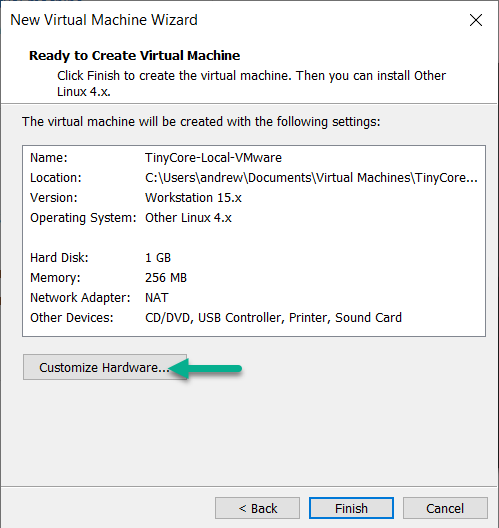 New Virtual Machine Wizard
Ready to Create Virtual Machine
Click Finish to create the virtual machine. Then you can install Other
Linux 4.x.
The virtual machine will be created with the following settings:
Name: TinyCore-Local-VMware
Location: C:\Users\andrew\Documents\Virtual Machines\TinyCore...
Version: Workstation 15.x
Operating System: Other Linux 4.x
Hard Disk: 1 GB
Memory: 256 MB
Network Adapter: NAT
Other Devices: CD/DVD, USB Controller, Printer, Sound Card
Customize Hardware...
< Back Finish Cancel